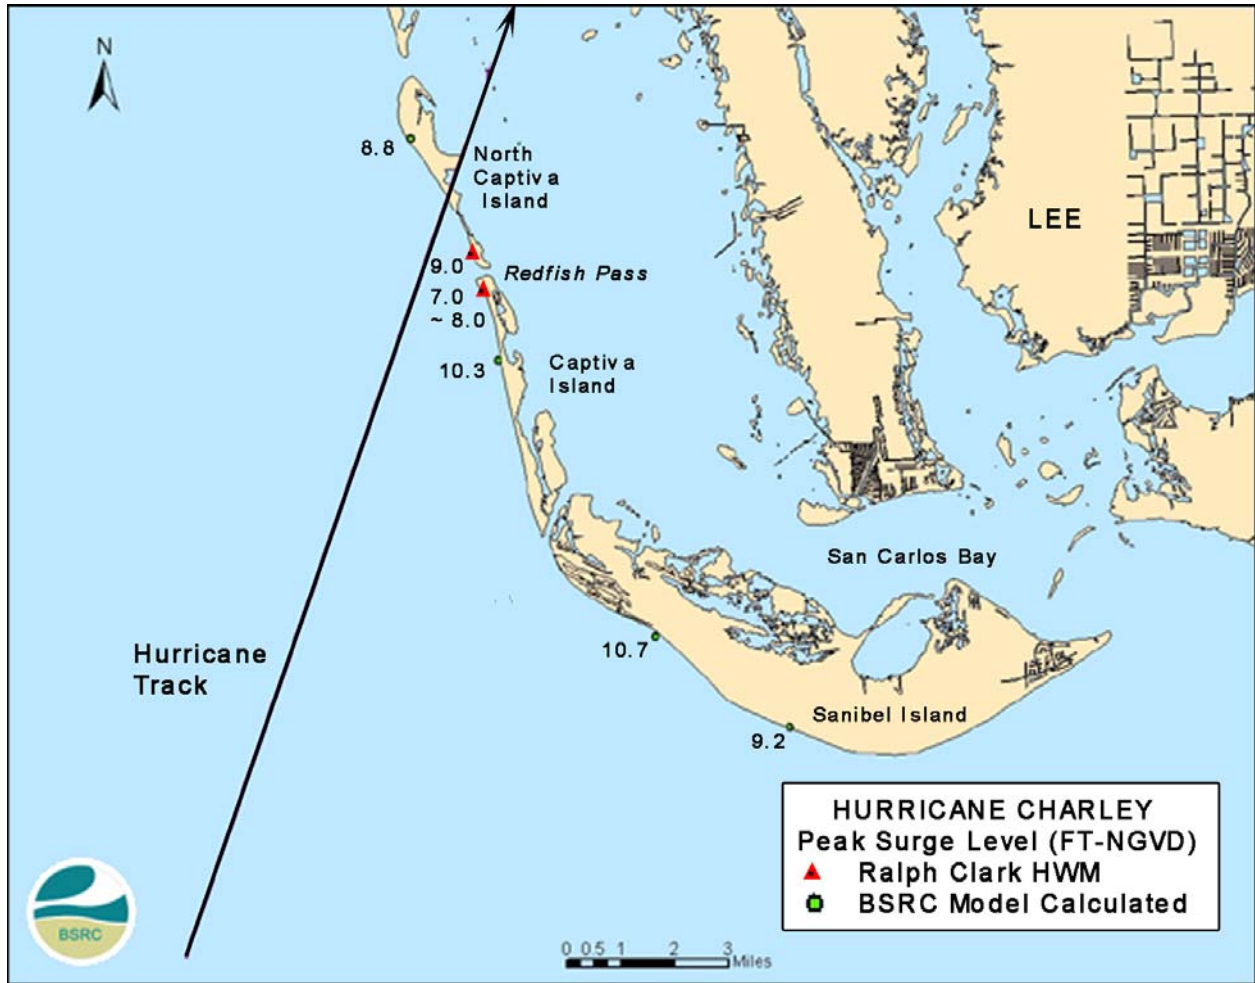 N
8.8
North
Captiva
Island
LEE
9.0
Redfish Pass
7.0
~ 8.0
10.3
Captiva
Island
San Carlos Bay
10.7
Hurricane
Track
Sanibel Island
9.2
HURRICANE CHARLEY
Peak Surge Level (FT-NGVD)
Ralph Clark HWM
BSRC Model Calculated
BSRC
0 0.5 1 2 3
Miles